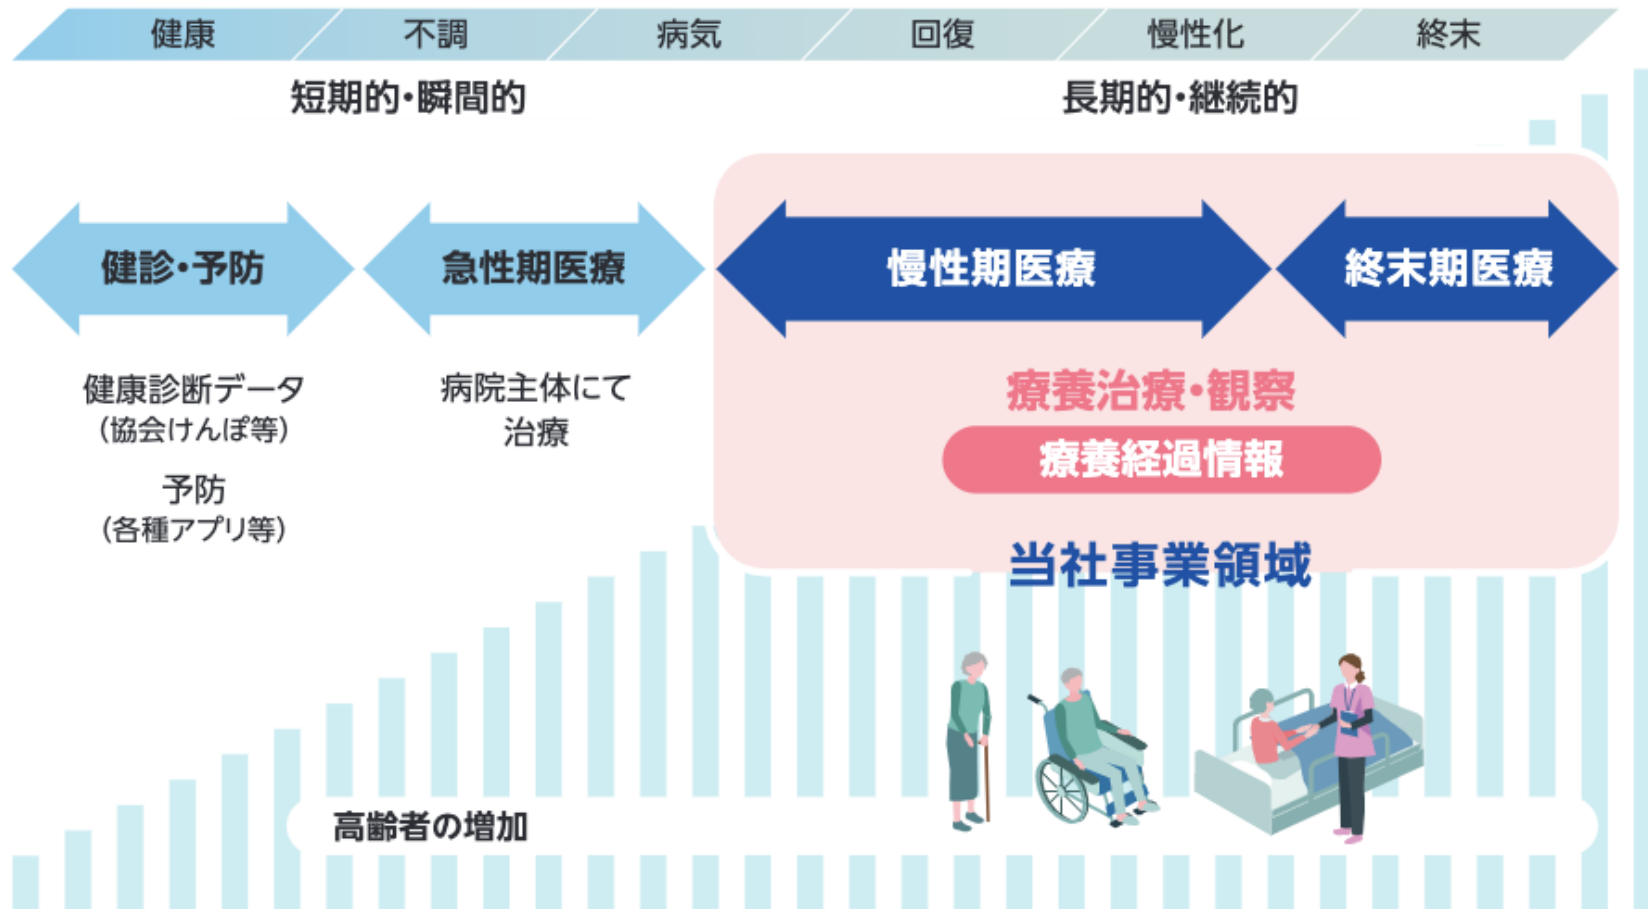 健康
不調
病気
回復
慢性化
終末
短期的・瞬間的
長期的・継続的
健診・予防
急性期医療
慢性期医療
終末期医療
健康診断データ
（協会けんぽ等）
予防
（各種アプリ等）
病院主体にて
治療
療養治療・観察
療養経過情報
当社事業領域
高齢者の増加